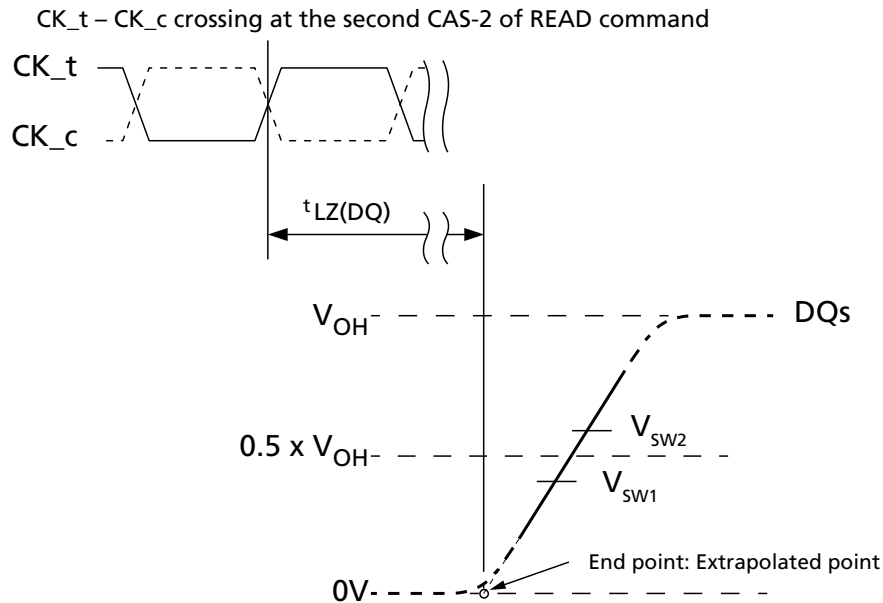 CK_t – CK_c crossing at the second CAS-2 of READ command
CK_t
CK_c
tLZ(DQ)
VOH
DQs
0.5 x VOH
VSW2
VSW1
End point: Extrapolated point
0V